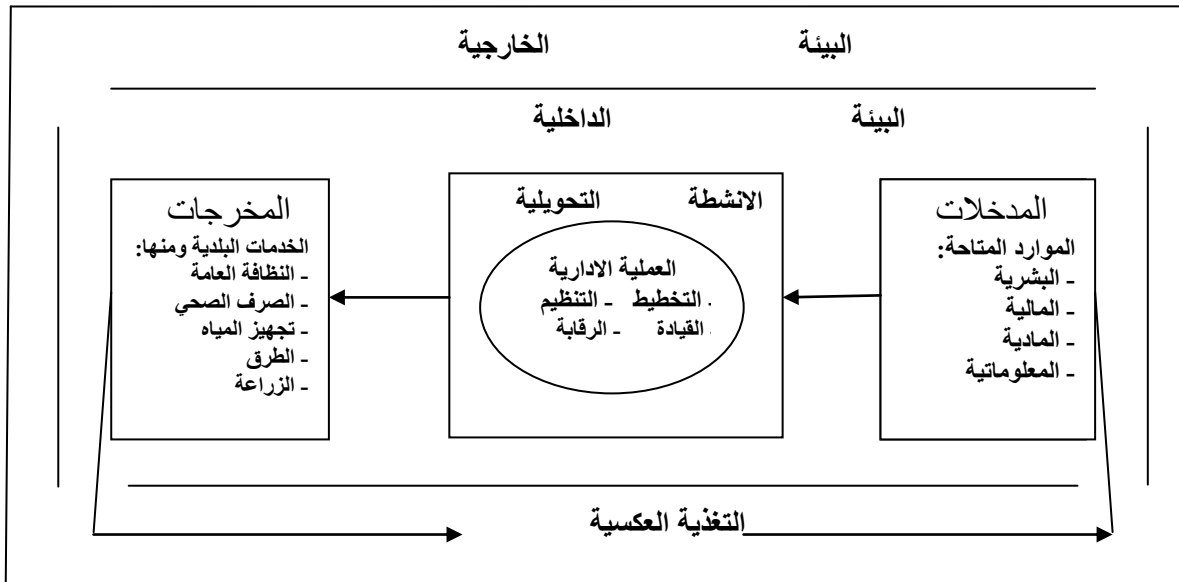 البيئة الخارجية
البيئة الداخلية
المدخلات
الموارد المتاحة:
- البشرية
- المالية
- المادية
- المعلوماتية
الانشطة التحويلية
العملية الادارية
- التخطيط - التنظيم
- القيادة - الرقابة
المخرجات
الخدمات البلدية ومنها:
- النظافة العامة
- الصرف الصحي
- تجهيز المياه
- الطرق
- الزراعة
التغذية العكسية